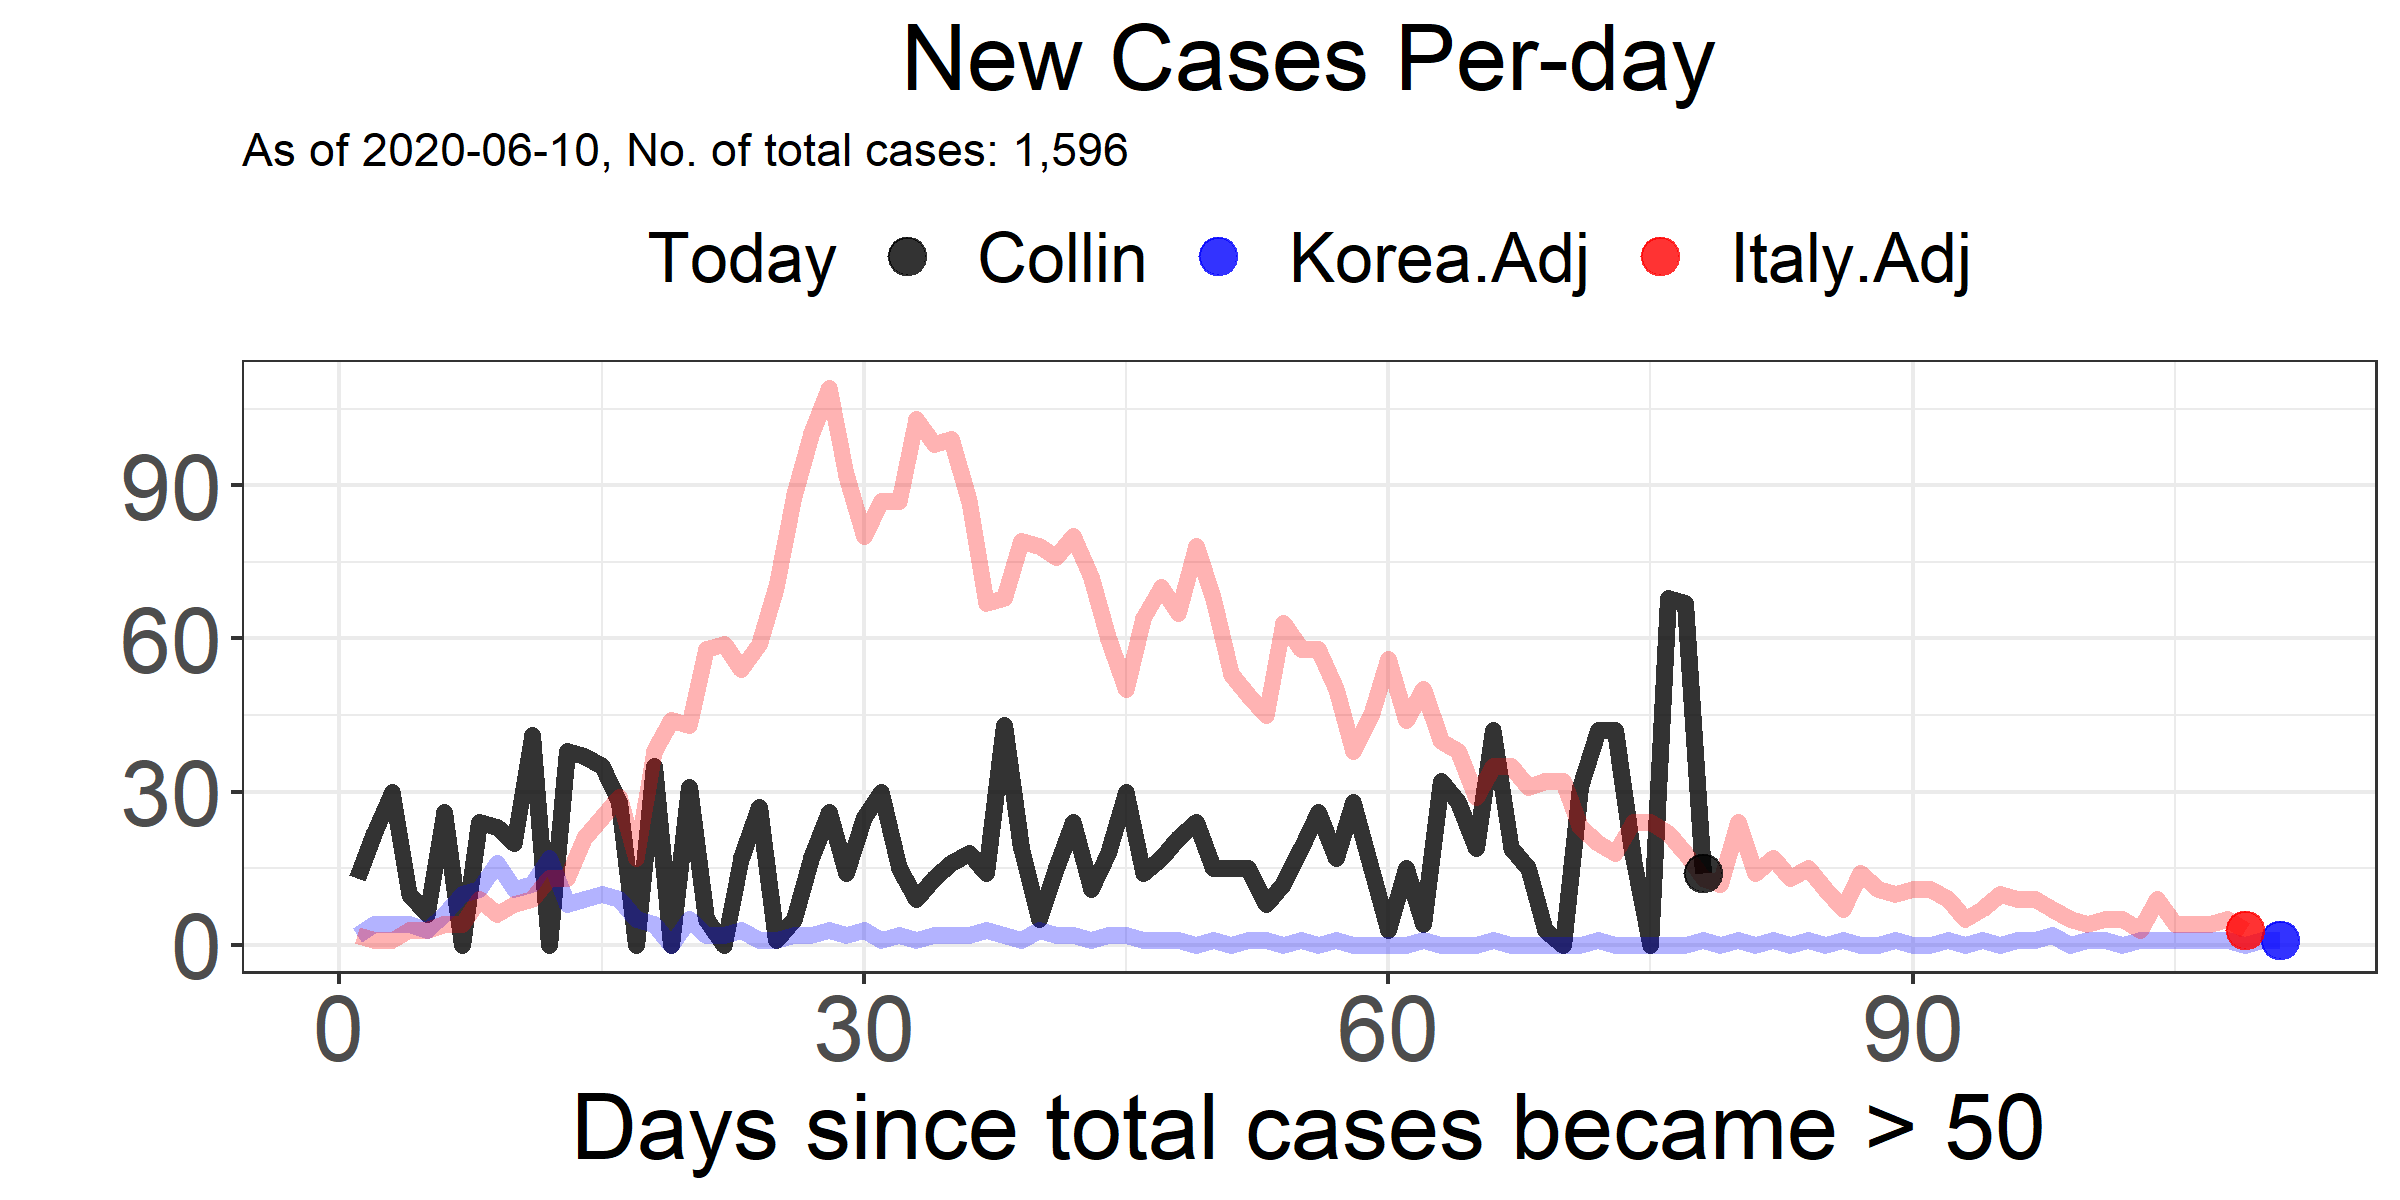 New Cases Per-day
As of 2020-06-10, No. of total cases: 1,596
Today Collin Korea.Adj Italy.Adj
90
60
30
0
0 30 60 90
Days since total cases became > 50